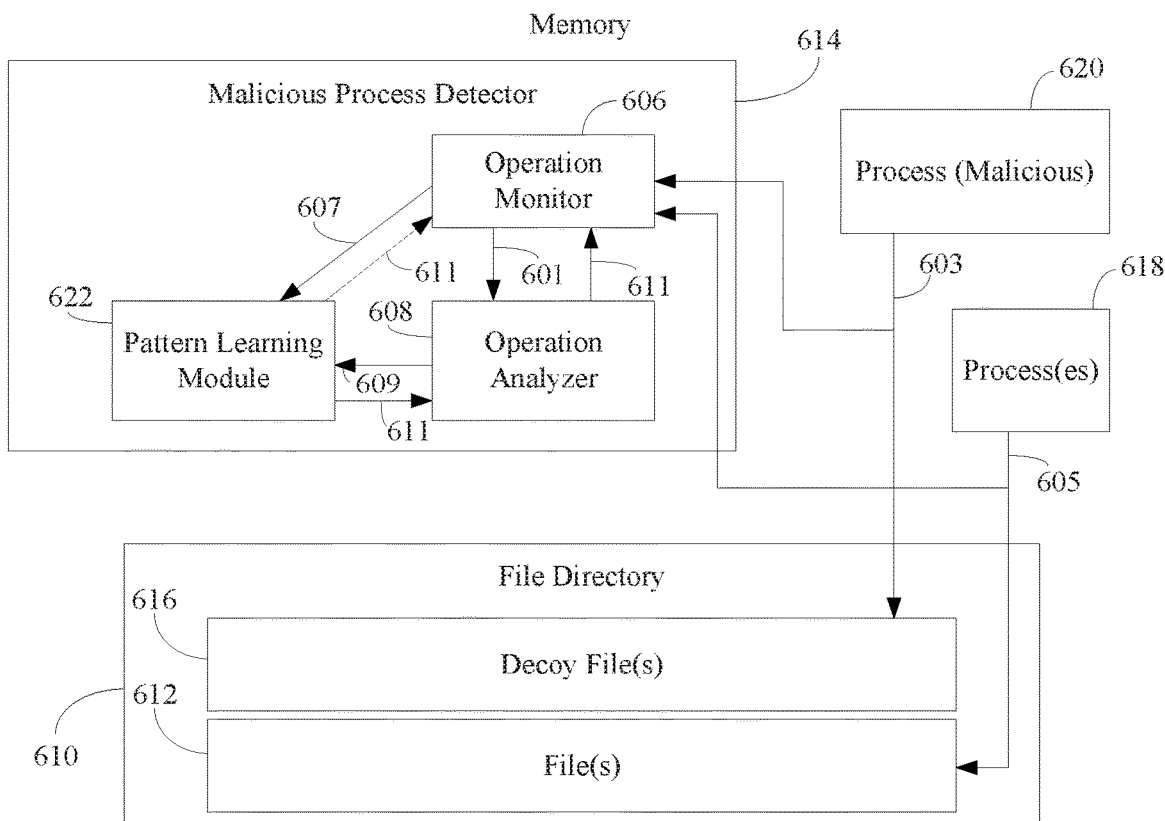 Memory
614
620
Malicious Process Detector
606
Operation
Monitor
Process (Malicious)
607
611
601
611
603
618
622
608
Pattern Learning
Module
609
Operation
Analyzer
Process(es)
611
605
File Directory
616
Decoy File(s)
612
File(s)
610